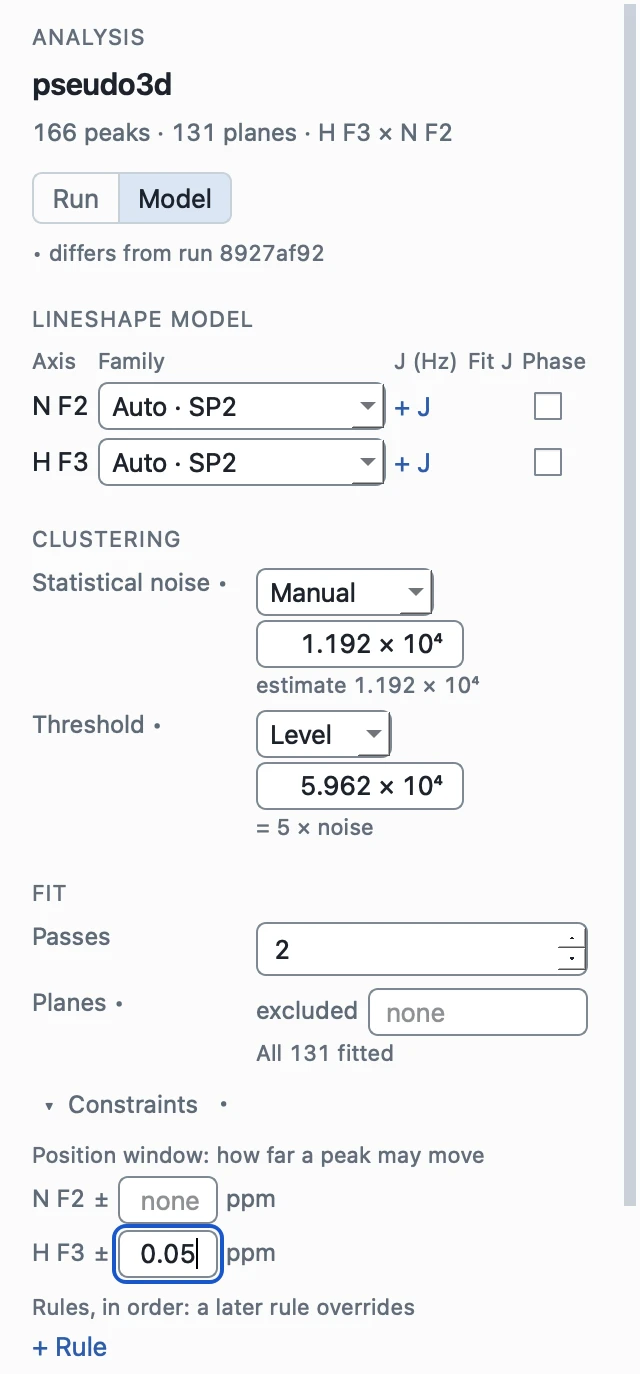 ANALYSIS
pseudo3d
166 peaks · 131 planes · H F3 × N F2
Run Model
• differs from run 8927af92
LINESHAPE MODEL
Axis Family J (Hz) Fit J Phase
N F2 Auto · SP2 + J
H F3 Auto · SP2 + J
CLUSTERING
Statistical noise • Manual
1.192 × 10⁴
estimate 1.192 × 10⁴
Threshold • Level
5.962 × 10⁴
= 5 × noise
FIT
Passes 2
Planes • excluded none
All 131 fitted
▾ Constraints •
Position window: how far a peak may move
N F2 ± none ppm
H F3 ± 0.05 ppm
Rules, in order: a later rule overrides
+ Rule